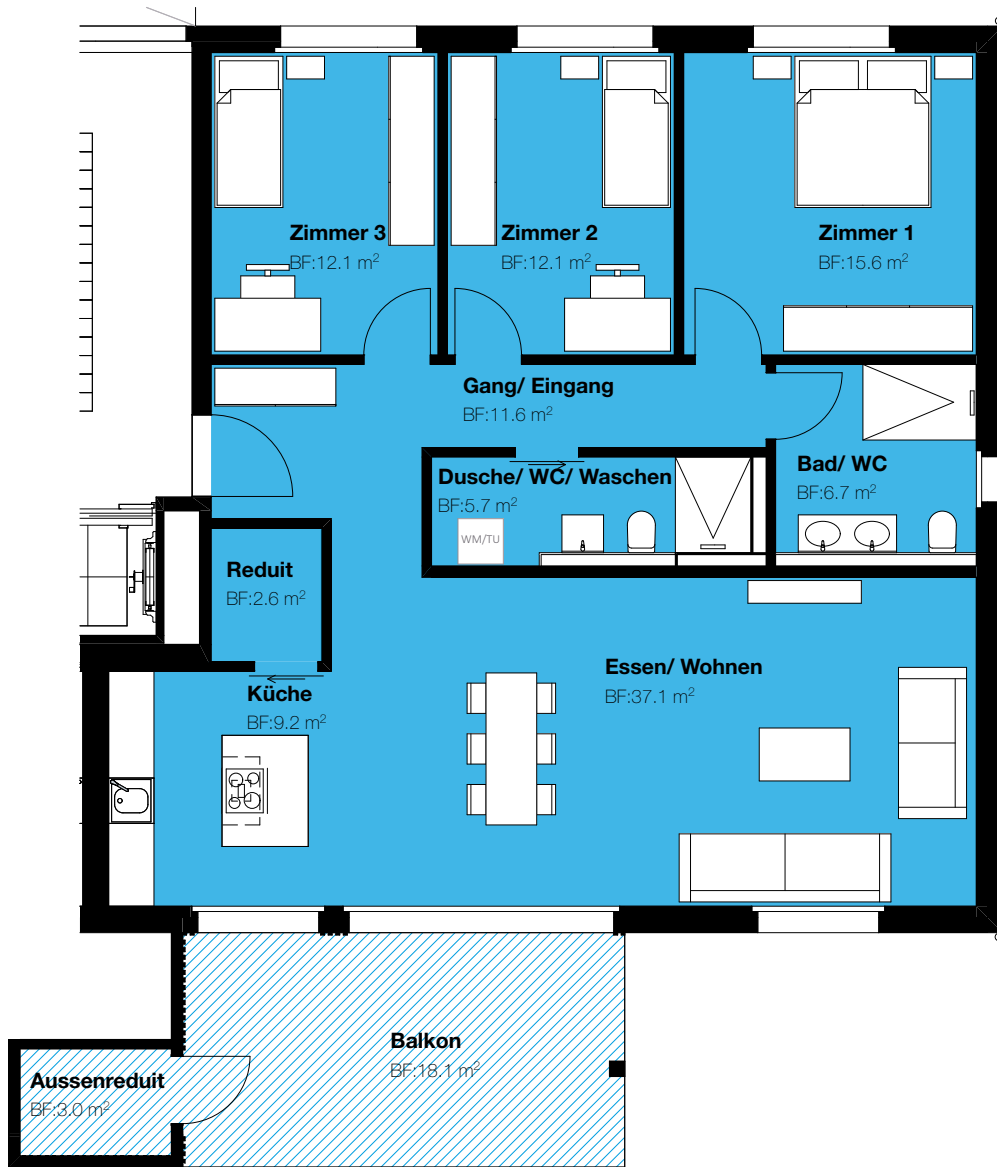 Zimmer 3
BF:12.1 m²
Zimmer 2
BF:12.1 m²
Zimmer 1
BF:15.6 m²
Gang/ Eingang
BF:11.6 m²
Dusche/ WC/ Waschen
BF:5.7 m²
WM/TU
Bad/ WC
BF:6.7 m²
Reduit
BF:2.6 m²
Küche
BF:9.2 m²
Essen/ Wohnen
BF:37.1 m²
Balkon
BF:18.1 m²
Aussenreduit
BF:3.0 m²